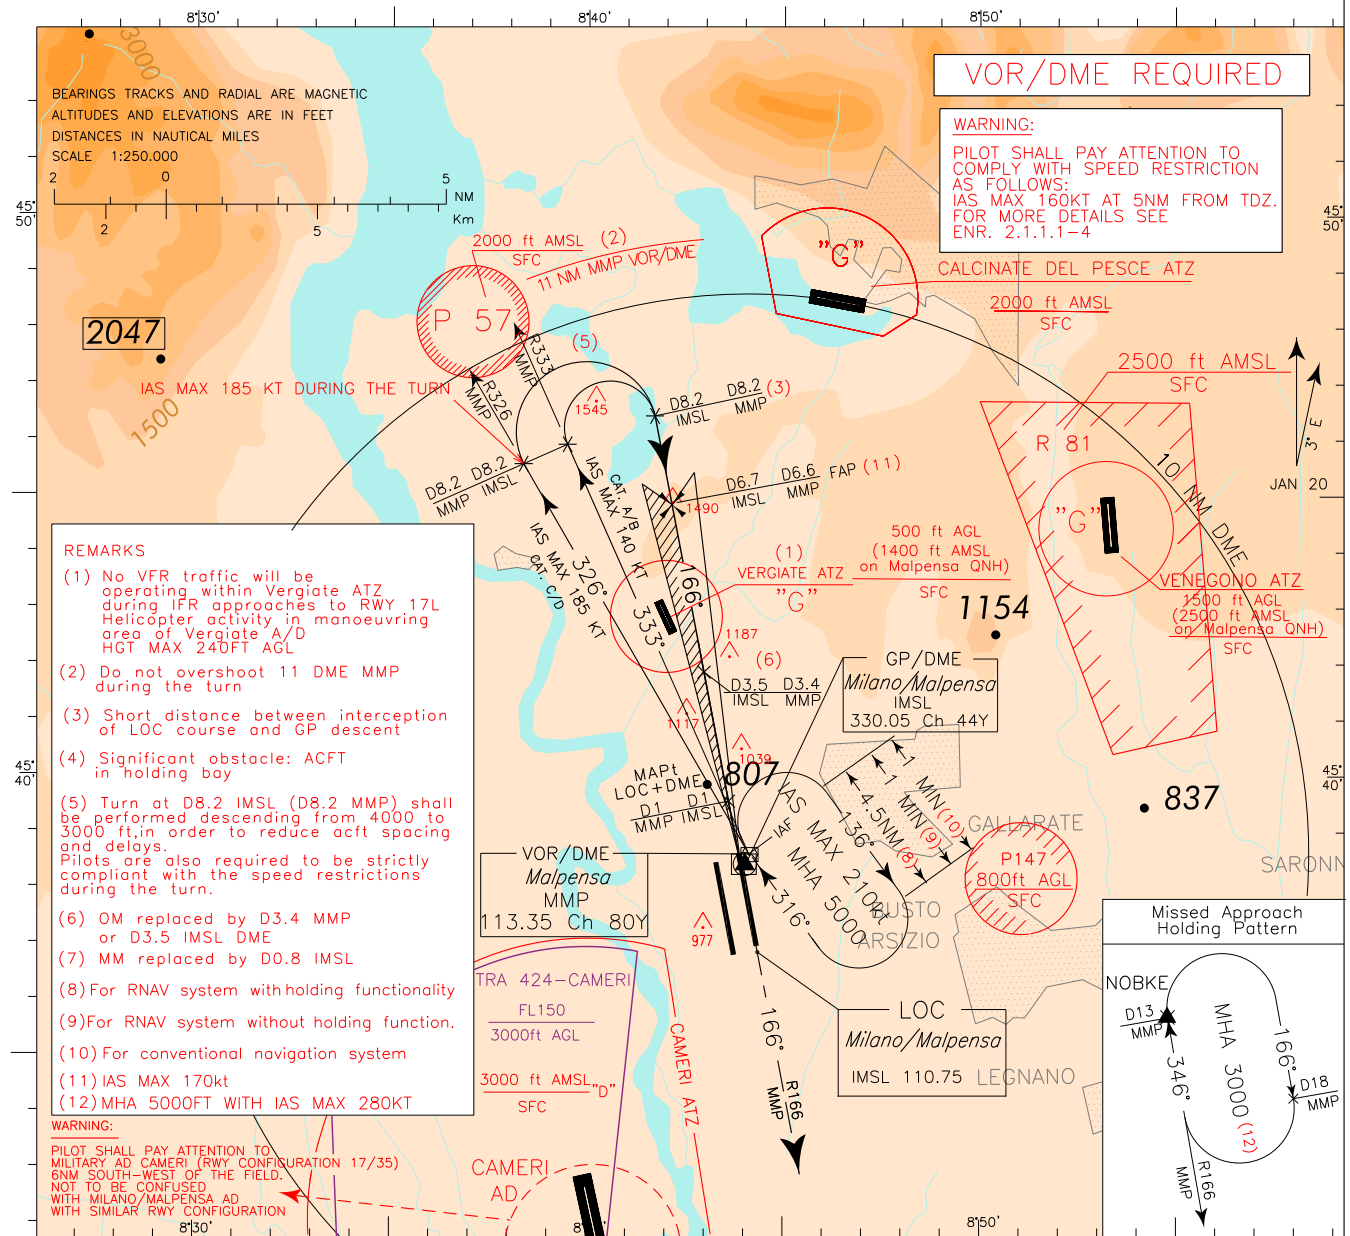 8°30'
8°40'
8°50'
3000
BEARINGS TRACKS AND RADIAL ARE MAGNETIC
ALTITUDES AND ELEVATIONS ARE IN FEET
DISTANCES IN NAUTICAL MILES
SCALE 1:250.000
2 0 5
NM
Km
2 5
45°
50'
VOR/DME REQUIRED
WARNING:
PILOT SHALL PAY ATTENTION TO
COMPLY WITH SPEED RESTRICTION
AS FOLLOWS:
IAS MAX 160KT AT 5NM FROM TDZ.
FOR MORE DETAILS SEE
ENR. 2.1.1.1-4
45°
50'
2000 ft AMSL (2)
SFC
11 NM MMP VOR/DME
"G"
CALCINATE DEL PESCE ATZ
2000 ft AMSL
SFC
P 57
2047
1500
IAS MAX 185 KT DURING THE TURN
R326
MMP
R333
MMP
(5)
1545
D8.2 D8.2 (3)
IMSL MMP
D8.2 D8.2
MMP IMSL
D6.7 D6.6 FAP (11)
IMSL MMP
1490
2500 ft AMSL
SFC
R 81
3° E
JAN 20
10 NM DME
"G"
VENEGONO ATZ
1500 ft AGL
(2500 ft AMSL
on Malpensa QNH)
SFC
CAT. A/B
IAS MAX 140 KT
IAS MAX 185 KT
CAT. C/D
326°
333°
166°
(1)
VERGIATE ATZ
"G"
500 ft AGL
(1400 ft AMSL
on Malpensa QNH)
SFC
1154
1187
(6)
D3.5 D3.4
IMSL MMP
1117
1039
GP/DME
Milano/Malpensa
IMSL
330.05 Ch 44Y
REMARKS
(1) No VFR traffic will be
operating within Vergiate ATZ
during IFR approaches to RWY 17L
Helicopter activity in manoeuvring
area of Vergiate A/D
HGT MAX 240FT AGL
(2) Do not overshoot 11 DME MMP
during the turn
(3) Short distance between interception
of LOC course and GP descent
(4) Significant obstacle: ACFT
in holding bay
(5) Turn at D8.2 IMSL (D8.2 MMP) shall
be performed descending from 4000 to
3000 ft,in order to reduce acft spacing
and delays.
Pilots are also required to be strictly
compliant with the speed restrictions
during the turn.
(6) OM replaced by D3.4 MMP
or D3.5 IMSL DME
(7) MM replaced by D0.8 IMSL
(8) For RNAV system with holding functionality
(9)For RNAV system without holding function.
(10) For conventional navigation system
(11) IAS MAX 170kt
(12) MHA 5000FT WITH IAS MAX 280KT
45°
40'
45°
40'
MAPt
LOC+DME
D1 D1
MMP IMSL
807
837
IAF
IAS MAX 210kt
MHA 5000
136°
316°
4.5NM (8)
1 MIN (9)
1 MIN (10)
GALLARATE
P147
800ft AGL
SFC
SARONN
BUSTO
ARSIZIO
VOR/DME
Malpensa
MMP
113.35 Ch 80Y
977
LOC
Milano/Malpensa
IMSL 110.75
LEGNANO
166°
R166
MMP
TRA 424-CAMERI
FL150
3000ft AGL
3000 ft AMSL "D"
SFC
CAMERI ATZ
CAMERI
AD
Missed Approach
Holding Pattern
NOBKE
D13
MMP
MHA 3000 (12)
166°
346°
D18
MMP
R166
MMP
WARNING:
PILOT SHALL PAY ATTENTION TO
MILITARY AD CAMERI (RWY CONFIGURATION 17/35)
6NM SOUTH-WEST OF THE FIELD.
NOT TO BE CONFUSED
WITH MILANO/MALPENSA AD
WITH SIMILAR RWY CONFIGURATION
8°30'
8°50'